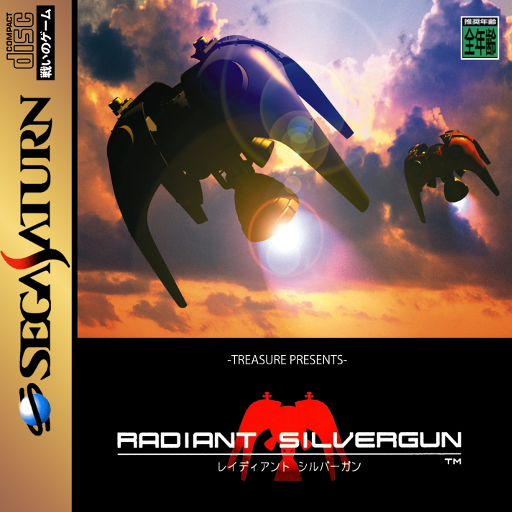 COMPACT
disc
戦いのゲーム
推奨年齢
全年齢
SEGA SATURN
-TREASURE PRESENTS-
RADIANT SILVERGUN
TM
レイディアント シルバーガン